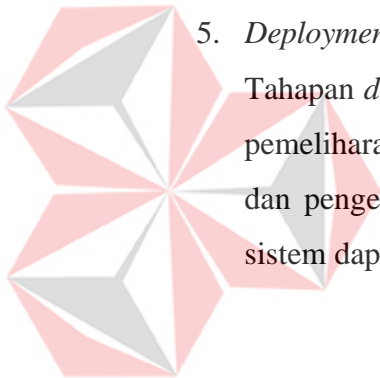 5. Deploymen
Tahapan d
pemelihara
dan penge
sistem dap